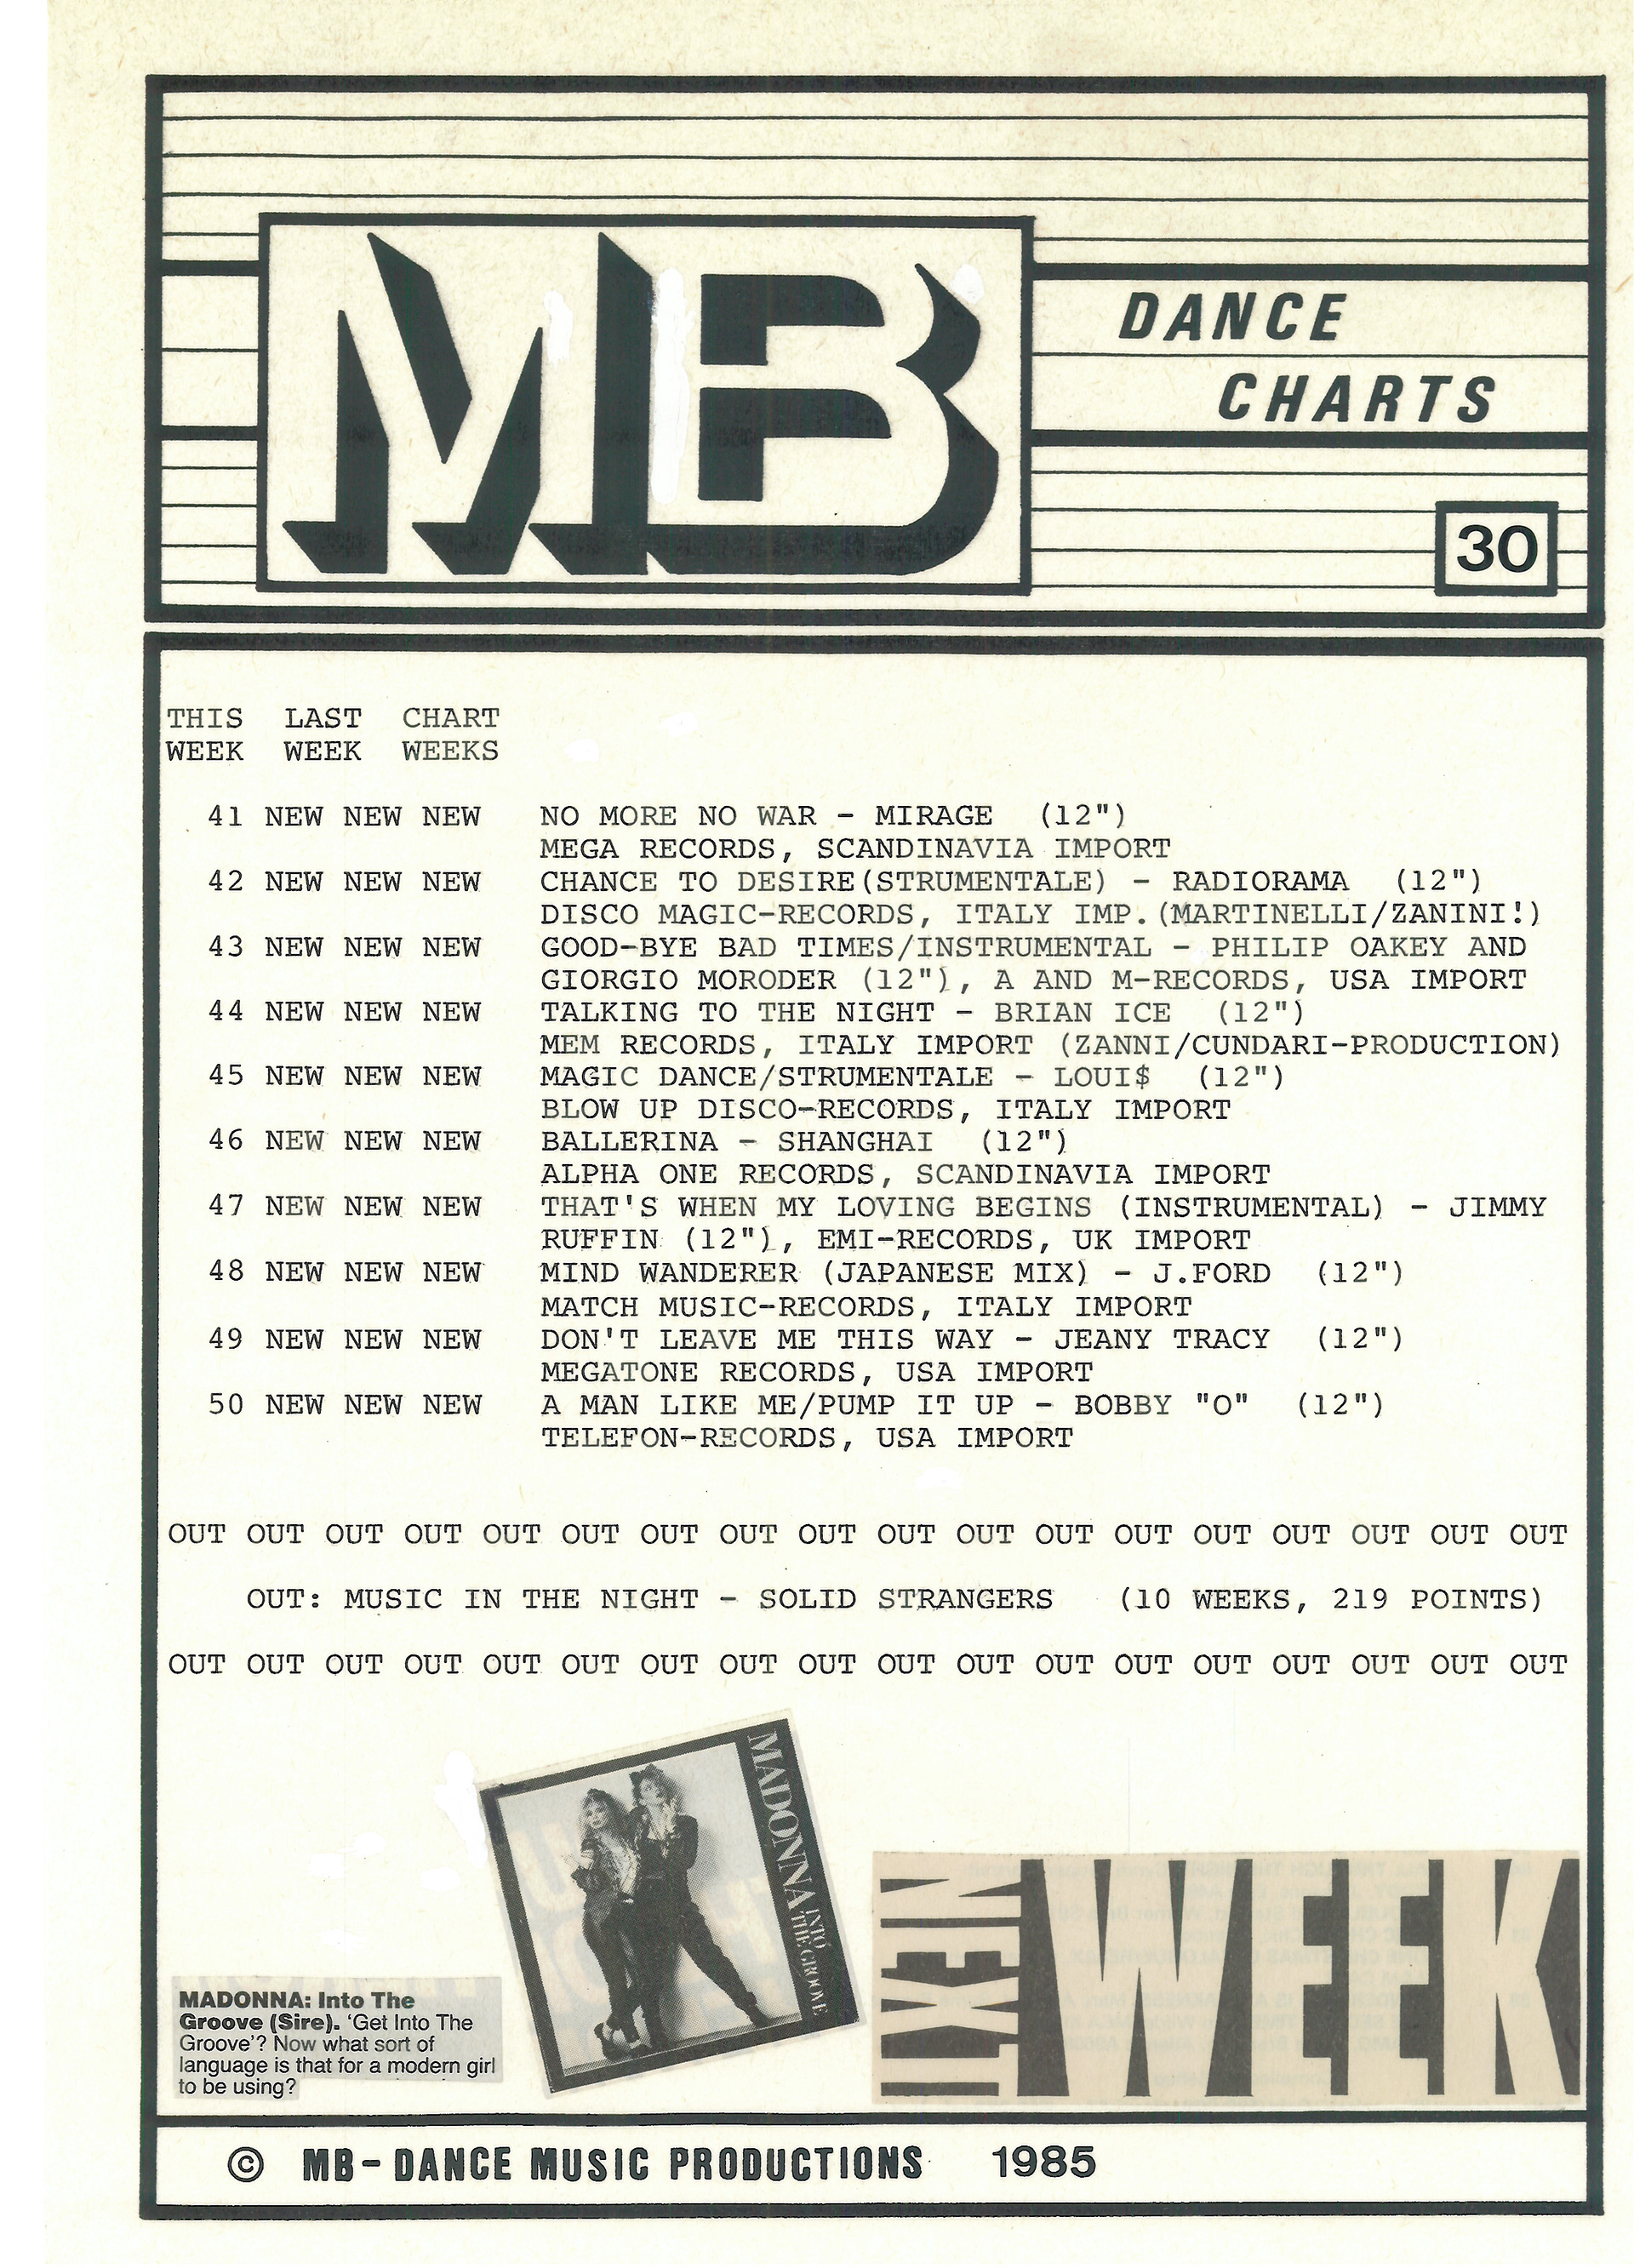 MB
DANCE
CHARTS
30
THIS LAST CHART
WEEK WEEK WEEKS
41 NEW NEW NEW NO MORE NO WAR - MIRAGE (12")
MEGA RECORDS, SCANDINAVIA IMPORT
42 NEW NEW NEW CHANCE TO DESIRE(STRUMENTALE) - RADIORAMA (12")
DISCO MAGIC-RECORDS, ITALY IMP.(MARTINELLI/ZANINI!)
43 NEW NEW NEW GOOD-BYE BAD TIMES/INSTRUMENTAL - PHILIP OAKEY AND
GIORGIO MORODER (12"), A AND M-RECORDS, USA IMPORT
44 NEW NEW NEW TALKING TO THE NIGHT - BRIAN ICE (12")
MEM RECORDS, ITALY IMPORT (ZANNI/CUNDARI-PRODUCTION)
45 NEW NEW NEW MAGIC DANCE/STRUMENTALE - LOUI$ (12")
BLOW UP DISCO-RECORDS, ITALY IMPORT
46 NEW NEW NEW BALLERINA - SHANGHAI (12")
ALPHA ONE RECORDS, SCANDINAVIA IMPORT
47 NEW NEW NEW THAT'S WHEN MY LOVING BEGINS (INSTRUMENTAL) - JIMMY
RUFFIN (12"), EMI-RECORDS, UK IMPORT
48 NEW NEW NEW MIND WANDERER (JAPANESE MIX) - J.FORD (12")
MATCH MUSIC-RECORDS, ITALY IMPORT
49 NEW NEW NEW DON'T LEAVE ME THIS WAY - JEANY TRACY (12")
MEGATONE RECORDS, USA IMPORT
50 NEW NEW NEW A MAN LIKE ME/PUMP IT UP - BOBBY "O" (12")
TELEFON-RECORDS, USA IMPORT
OUT OUT OUT OUT OUT OUT OUT OUT OUT OUT OUT OUT OUT OUT OUT OUT OUT OUT
OUT: MUSIC IN THE NIGHT - SOLID STRANGERS (10 WEEKS, 219 POINTS)
OUT OUT OUT OUT OUT OUT OUT OUT OUT OUT OUT OUT OUT OUT OUT OUT OUT OUT
MADONNA INTO
THE GROOVE
MADONNA: Into The
Groove (Sire). 'Get Into The
Groove'? Now what sort of
language is that for a modern girl
to be using?
NEXT WEEK
© MB-DANCE MUSIC PRODUCTIONS 1985